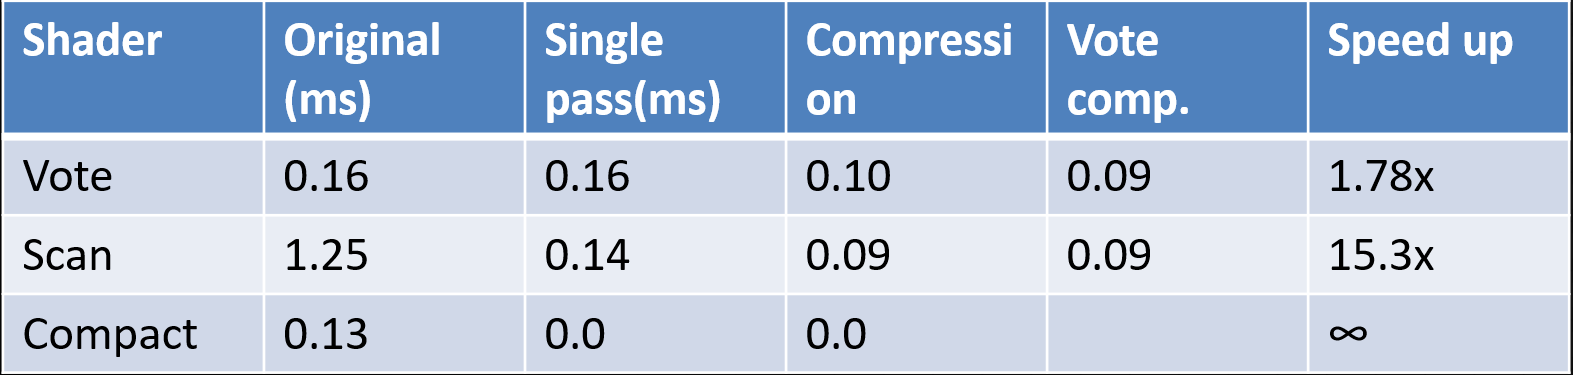 Shader Original (ms) Single pass(ms) Compressi on Vote comp. Speed up
Vote 0.16 0.16 0.10 0.09 1.78x
Scan 1.25 0.14 0.09 0.09 15.3x
Compact 0.13 0.0 0.0 ∞